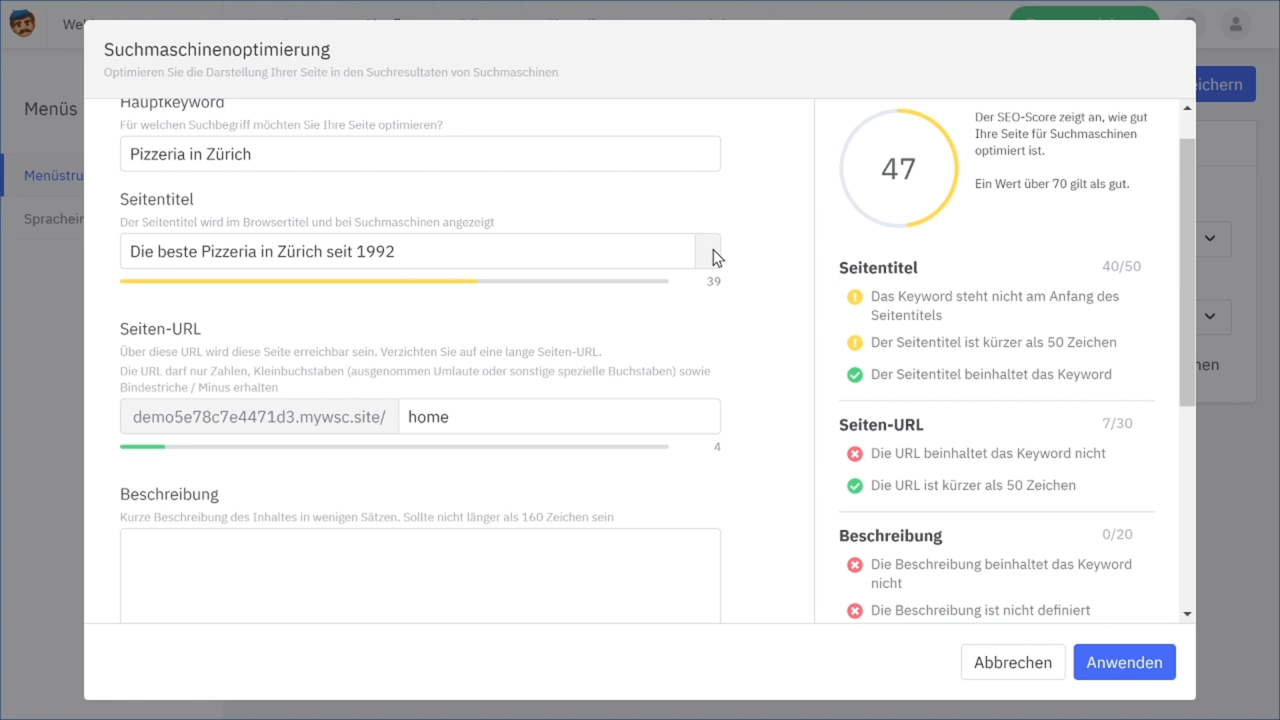 Suchmaschinenoptimierung
Optimieren Sie die Darstellung Ihrer Seite in den Suchresultaten von Suchmaschinen
Menüs
Hauptkeyword
Für welchen Suchbegriff möchten Sie Ihre Seite optimieren?
Pizzeria in Zürich
Seitentitel
Der Seitentitel wird im Browsertitel und bei Suchmaschinen angezeigt
Die beste Pizzeria in Zürich seit 1992
39
Seiten-URL
Über diese URL wird diese Seite erreichbar sein. Verzichten Sie auf eine lange Seiten-URL.
Die URL darf nur Zahlen, Kleinbuchstaben (ausgenommen Umlaute oder sonstige spezielle Buchstaben) sowie
Bindestriche / Minus erhalten
demo5e78c7e4471d3.mywsc.site/ home
4
Beschreibung
Kurze Beschreibung des Inhaltes in wenigen Sätzen. Sollte nicht länger als 160 Zeichen sein
47
Der SEO-Score zeigt an, wie gut
Ihre Seite für Suchmaschinen
optimiert ist.
Ein Wert über 70 gilt als gut.
Seitentitel 40/50
Das Keyword steht nicht am Anfang des
Seitentitels
Der Seitentitel ist kürzer als 50 Zeichen
Der Seitentitel beinhaltet das Keyword
Seiten-URL 7/30
Die URL beinhaltet das Keyword nicht
Die URL ist kürzer als 50 Zeichen
Beschreibung 0/20
Die Beschreibung beinhaltet das Keyword
nicht
Die Beschreibung ist nicht definiert
Abbrechen
Anwenden